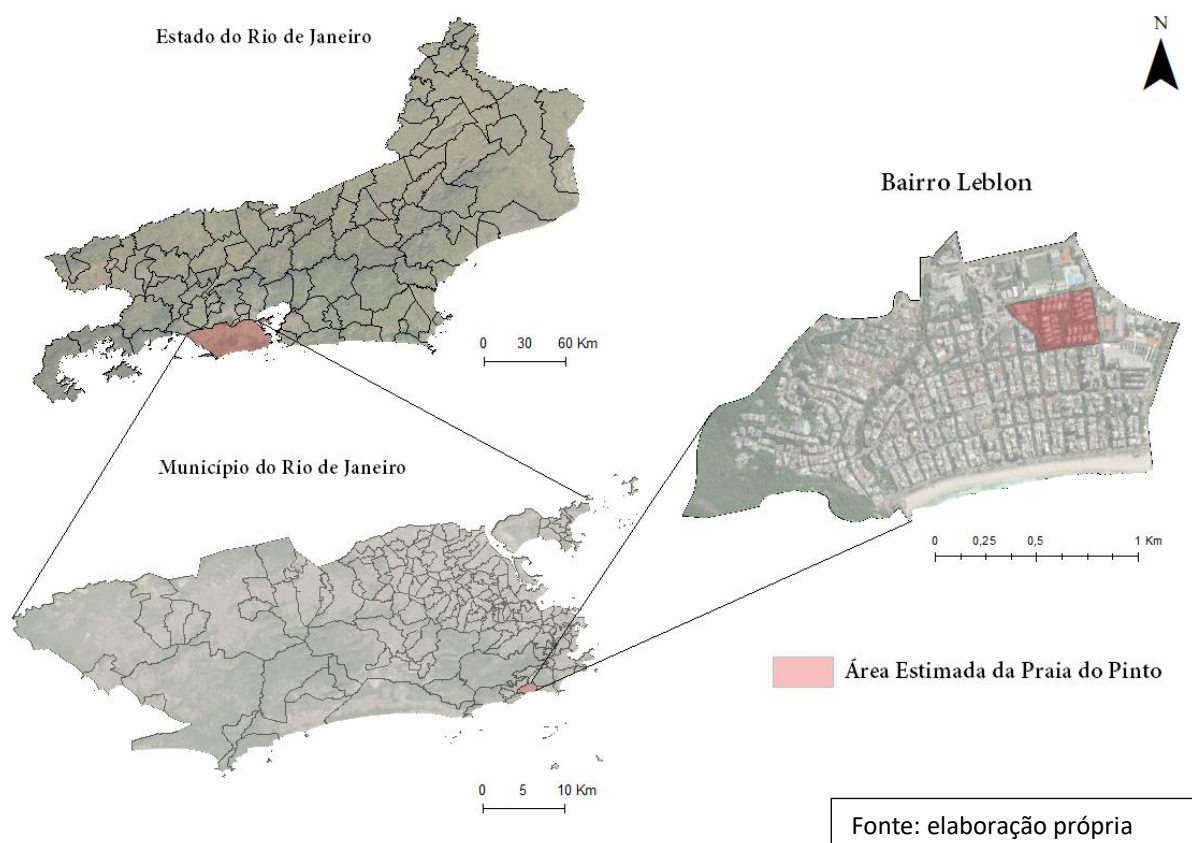 Estado do Rio de Janeiro
N
Bairro Leblon
0 30 60 Km
Município do Rio de Janeiro
0 0,25 0,5 1 Km
Área Estimada da Praia do Pinto
0 5 10 Km
Fonte: elaboração própria